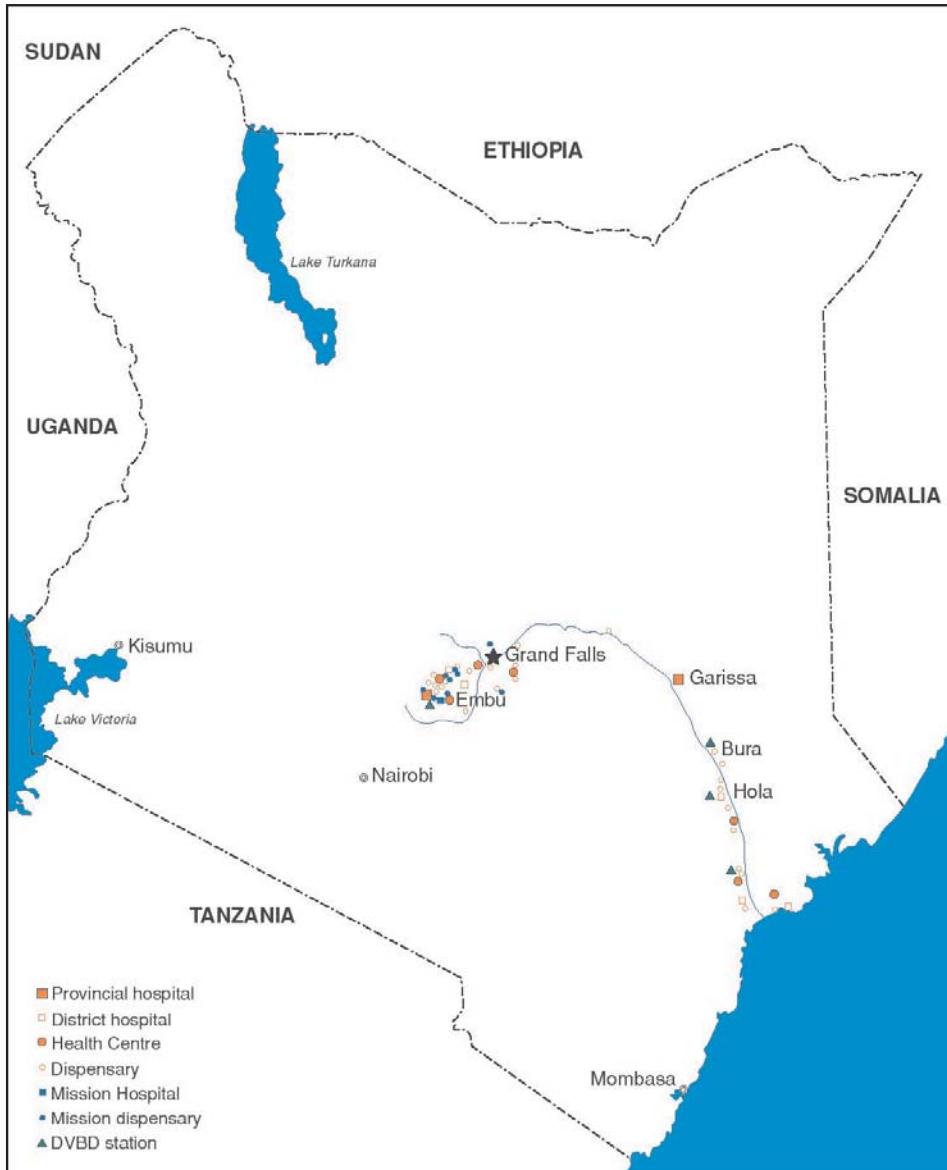 SUDAN
ETHIOPIA
Lake Turkana
UGANDA
SOMALIA
Kisumu
Grand Falls
Garissa
Embu
Lake Victoria
Bura
Nairobi
Hola
TANZANIA
Provincial hospital
District hospital
Health Centre
Dispensary
Mission Hospital
Mission dispensary
DVBD station
Mombasa